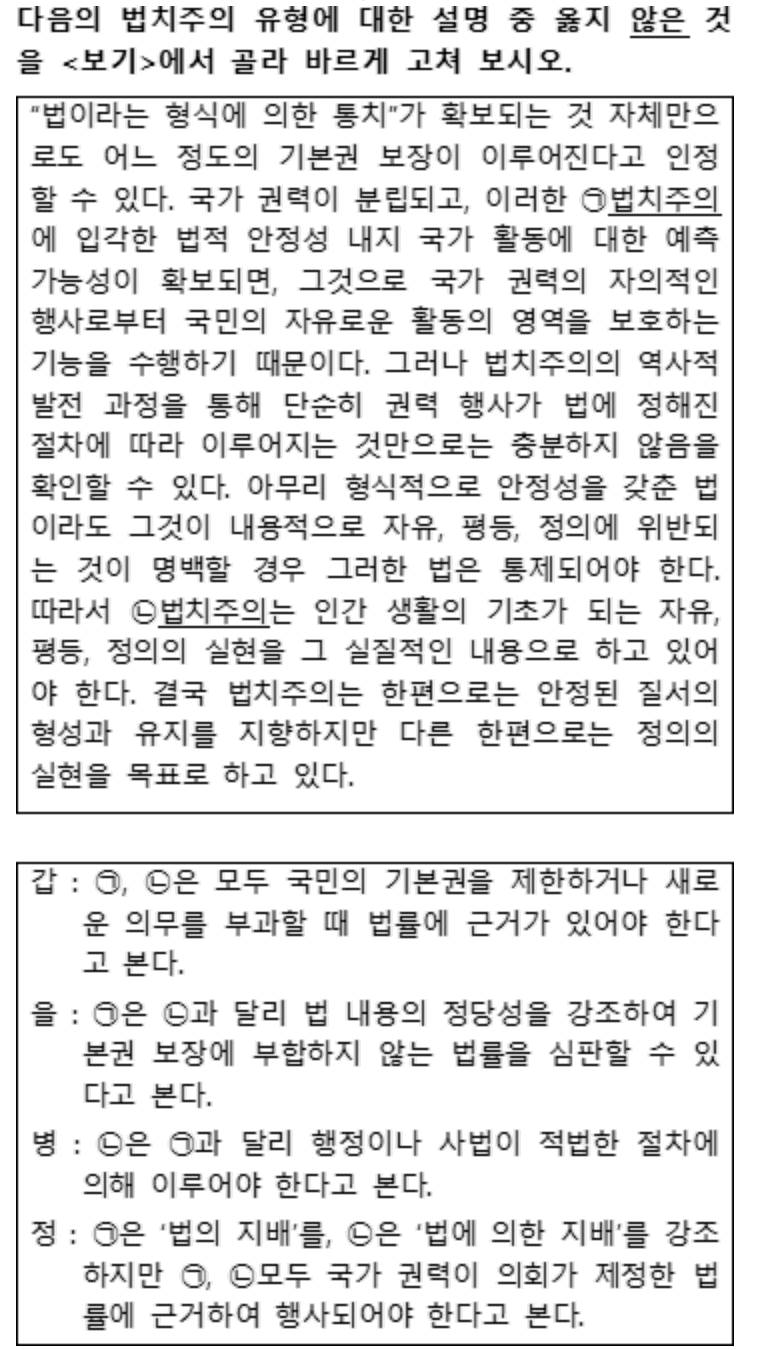 다음의 법치주의 유형에 대한 설명 중 옳지 않은 것
을 <보기>에서 골라 바르게 고쳐 보시오.
“법이라는 형식에 의한 통치”가 확보되는 것 자체만으
로도 어느 정도의 기본권 보장이 이루어진다고 인정
할 수 있다. 국가 권력이 분립되고, 이러한 ㉠법치주의
에 입각한 법적 안정성 내지 국가 활동에 대한 예측
가능성이 확보되면, 그것으로 국가 권력의 자의적인
행사로부터 국민의 자유로운 활동의 영역을 보호하는
기능을 수행하기 때문이다. 그러나 법치주의의 역사적
발전 과정을 통해 단순히 권력 행사가 법에 정해진
절차에 따라 이루어지는 것만으로는 충분하지 않음을
확인할 수 있다. 아무리 형식적으로 안정성을 갖춘 법
이라도 그것이 내용적으로 자유, 평등, 정의에 위반되
는 것이 명백할 경우 그러한 법은 통제되어야 한다.
따라서 ㉡법치주의는 인간 생활의 기초가 되는 자유,
평등, 정의의 실현을 그 실질적인 내용으로 하고 있어
야 한다. 결국 법치주의는 한편으로는 안정된 질서의
형성과 유지를 지향하지만 다른 한편으로는 정의의
실현을 목표로 하고 있다.
갑 : ㉠, ㉡은 모두 국민의 기본권을 제한하거나 새로
운 의무를 부과할 때 법률에 근거가 있어야 한다
고 본다.
을 : ㉠은 ㉡과 달리 법 내용의 정당성을 강조하여 기
본권 보장에 부합하지 않는 법률을 심판할 수 있
다고 본다.
병 : ㉡은 ㉠과 달리 행정이나 사법이 적법한 절차에
의해 이루어야 한다고 본다.
정 : ㉠은 ‘법의 지배’를, ㉡은 ‘법에 의한 지배’를 강조
하지만 ㉠, ㉡모두 국가 권력이 의회가 제정한 법
률에 근거하여 행사되어야 한다고 본다.